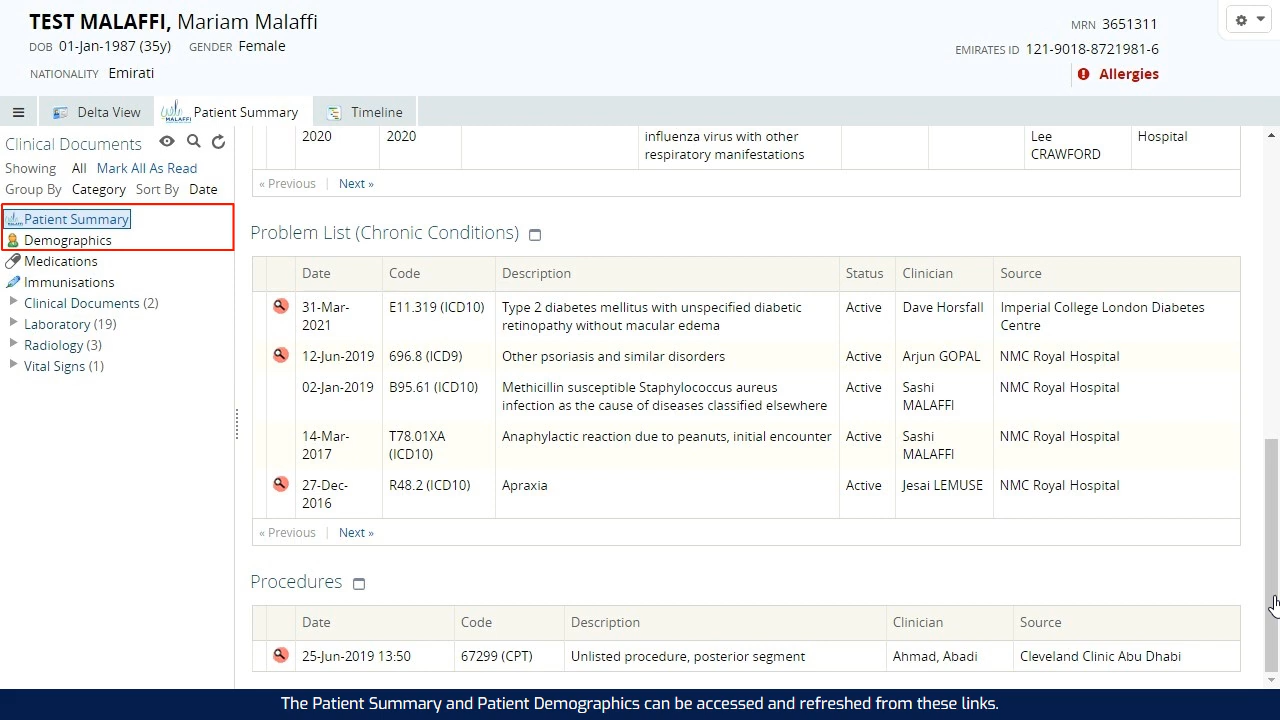 TEST MALAFFI, Mariam Malaffi
DOB 01-Jan-1987 (35y) GENDER Female
NATIONALITY Emirati
MRN 3651311
EMIRATES ID 121-9018-8721981-6
Allergies
Delta View
MALAFFI Patient Summary
Timeline
Clinical Documents
Showing All Mark All As Read
Group By Category Sort By Date
Patient Summary
Demographics
Medications
Immunisations
Clinical Documents (2)
Laboratory (19)
Radiology (3)
Vital Signs (1)
2020 2020 influenza virus with other Lee Hospital
respiratory manifestations CRAWFORD
« Previous | Next »
Problem List (Chronic Conditions)
Date Code Description Status Clinician Source
31-Mar- E11.319 (ICD10) Type 2 diabetes mellitus with unspecified diabetic Active Dave Horsfall Imperial College London Diabetes
2021 retinopathy without macular edema Centre
12-Jun-2019 696.8 (ICD9) Other psoriasis and similar disorders Active Arjun GOPAL NMC Royal Hospital
02-Jan-2019 B95.61 (ICD10) Methicillin susceptible Staphylococcus aureus Active Sashi NMC Royal Hospital
infection as the cause of diseases classified elsewhere MALAFFI
14-Mar- T78.01XA Anaphylactic reaction due to peanuts, initial encounter Active Sashi NMC Royal Hospital
2017 (ICD10) MALAFFI
27-Dec- R48.2 (ICD10) Apraxia Active Jesai LEMUSE NMC Royal Hospital
2016
« Previous | Next »
Procedures
Date Code Description Clinician Source
25-Jun-2019 13:50 67299 (CPT) Unlisted procedure, posterior segment Ahmad, Abadi Cleveland Clinic Abu Dhabi
The Patient Summary and Patient Demographics can be accessed and refreshed from these links.